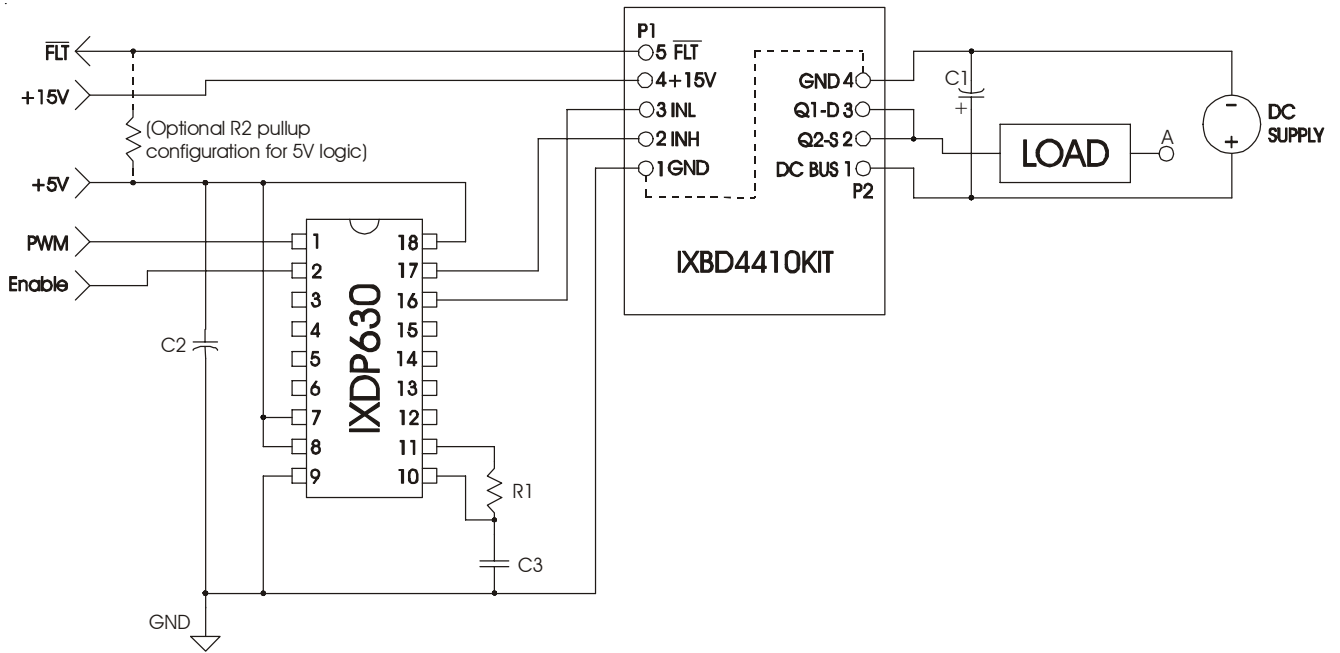 FLT
+15V
(Optional R2 pullup
configuration for 5V logic)
+5V
PWM
Enable
C2
GND
IXDP630
1
2
3
4
5
6
7
8
9
18
17
16
15
14
13
12
11
10
R1
C3
P1
5 FLT
4 +15V
3 INL
2 INH
1 GND
GND 4
Q1-D 3
Q2-S 2
DC BUS 1
P2
IXBD4410KIT
C1
+
LOAD
A
-
+
DC
SUPPLY